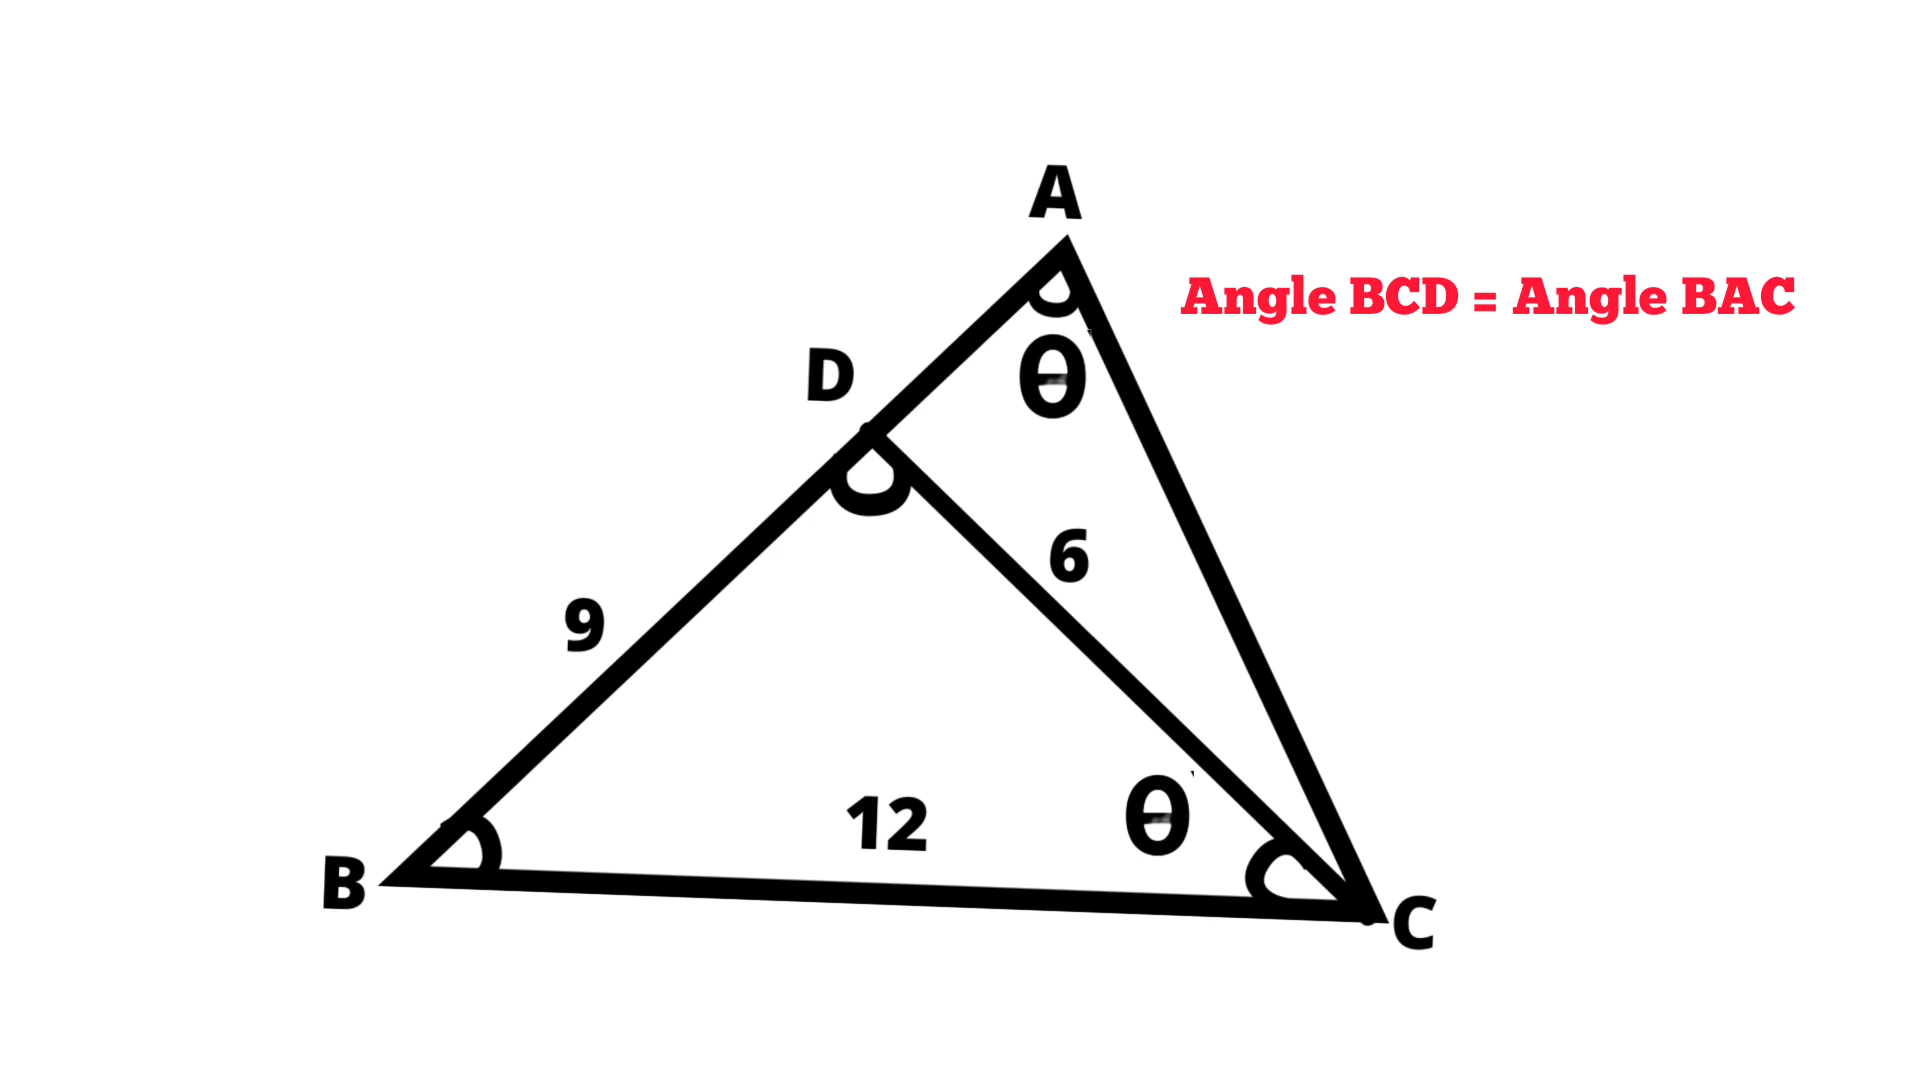 A
Angle BCD = Angle BAC
D
θ
6
9
12
θ
B
C